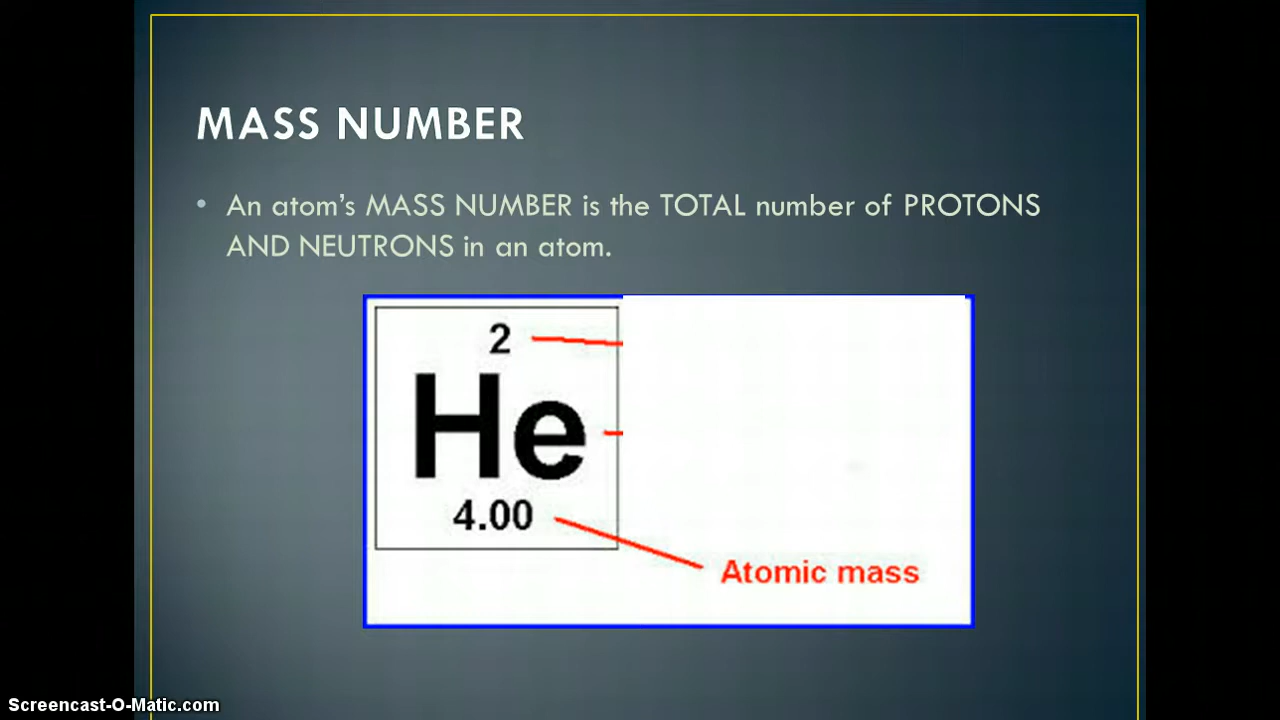 MASS NUMBER
• An atom's MASS NUMBER is the TOTAL number of PROTONS
AND NEUTRONS in an atom.
2
He
4.00
Atomic mass
Screencast-O-Matic.com